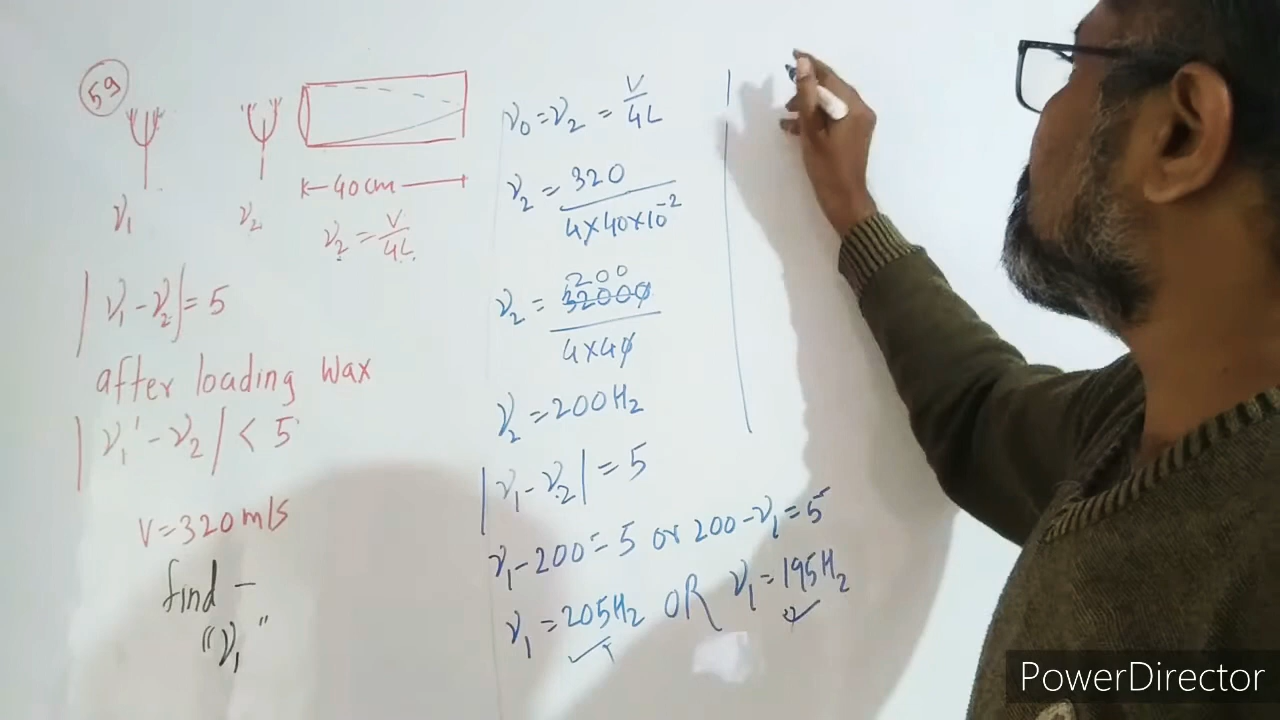 59
ν₁ ν₂
K- 40 cm
ν₂ = V/4L
|ν₁ - ν₂| = 5
after loading Wax
|ν₁' - ν₂| < 5
V = 320 m/s
find -
"ν₁"
ν₀ = ν₂ = V/4L
ν₂ = 320/4×40×10⁻²
200
ν₂ = 32000/4×40
ν₂ = 200 Hz
|ν₁ - ν₂| = 5
ν₁ - 200 = 5 or 200 - ν₁ = 5
ν₁ = 205 Hz OR ν₁ = 195 Hz
PowerDirector